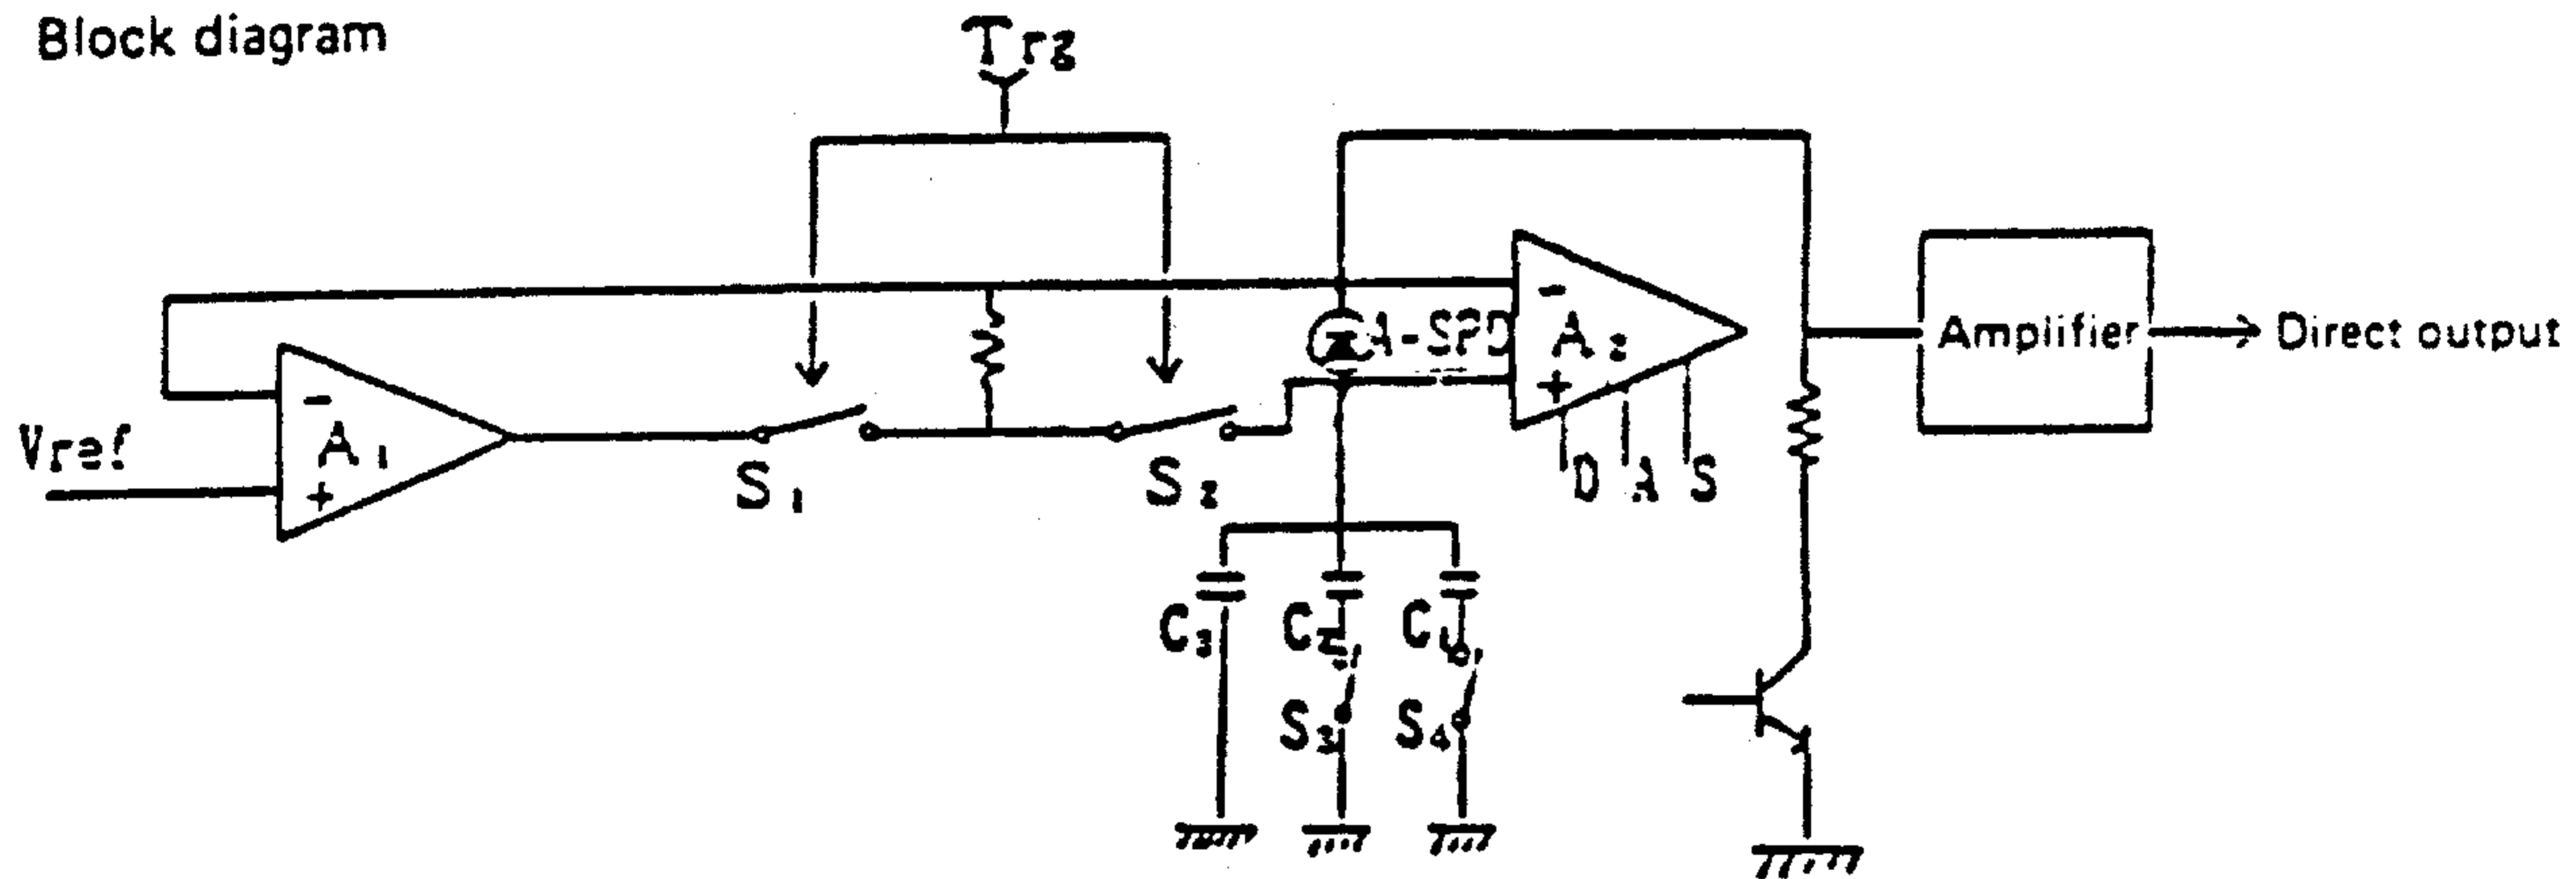 Block diagram
Trg
A-SPD
Vref
- A1 +
- A2 +
D A S
S1
S2
Amplifier
Direct output
C3
C2
C1
S3
S4